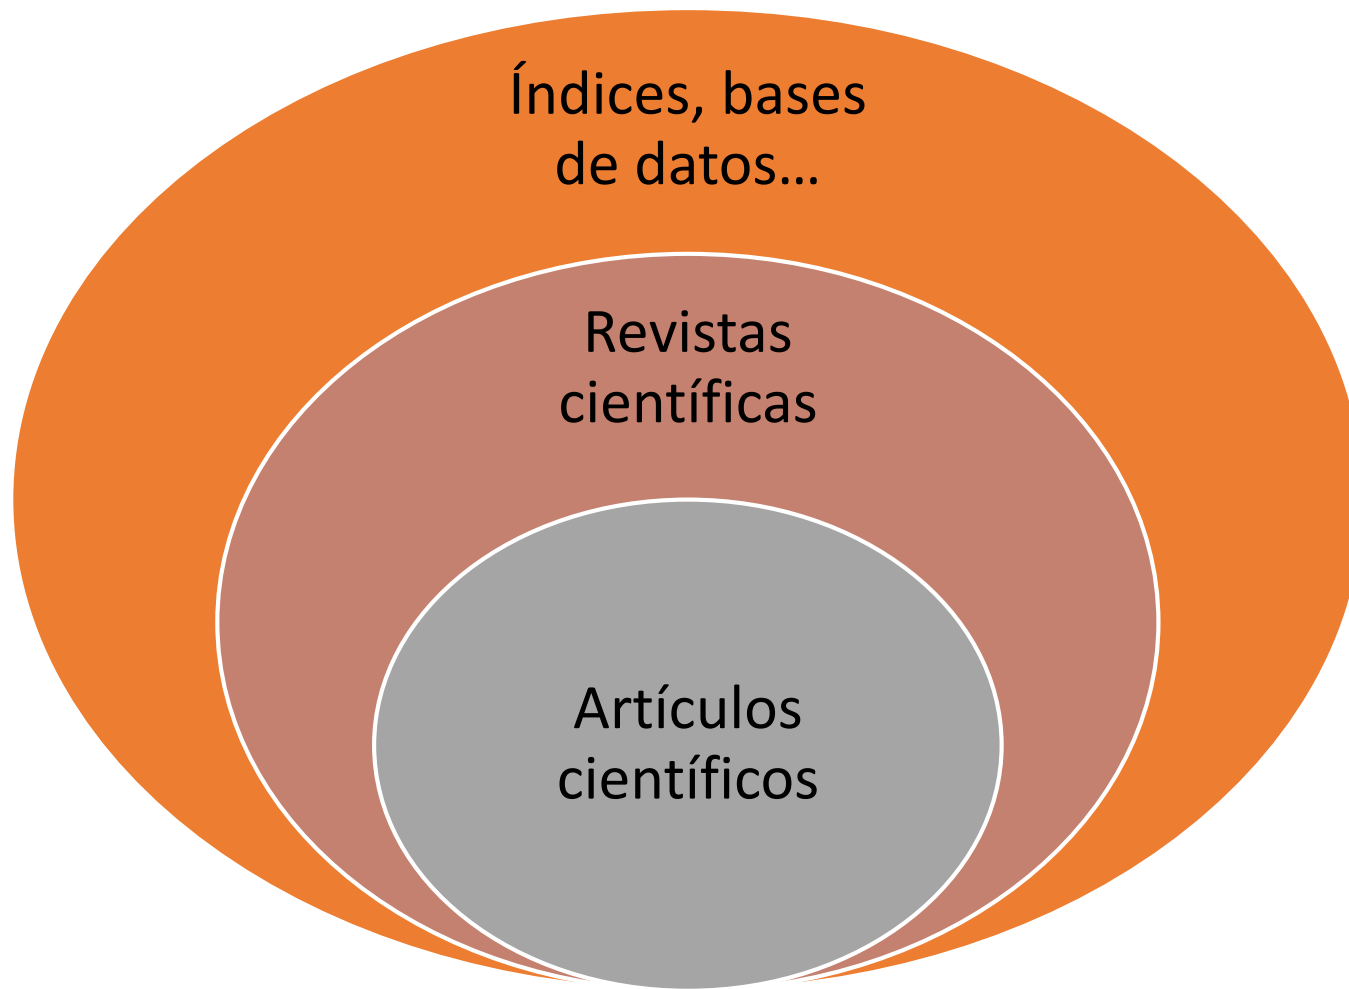 Índices, bases
de datos...
Revistas
científicas
Artículos
científicos